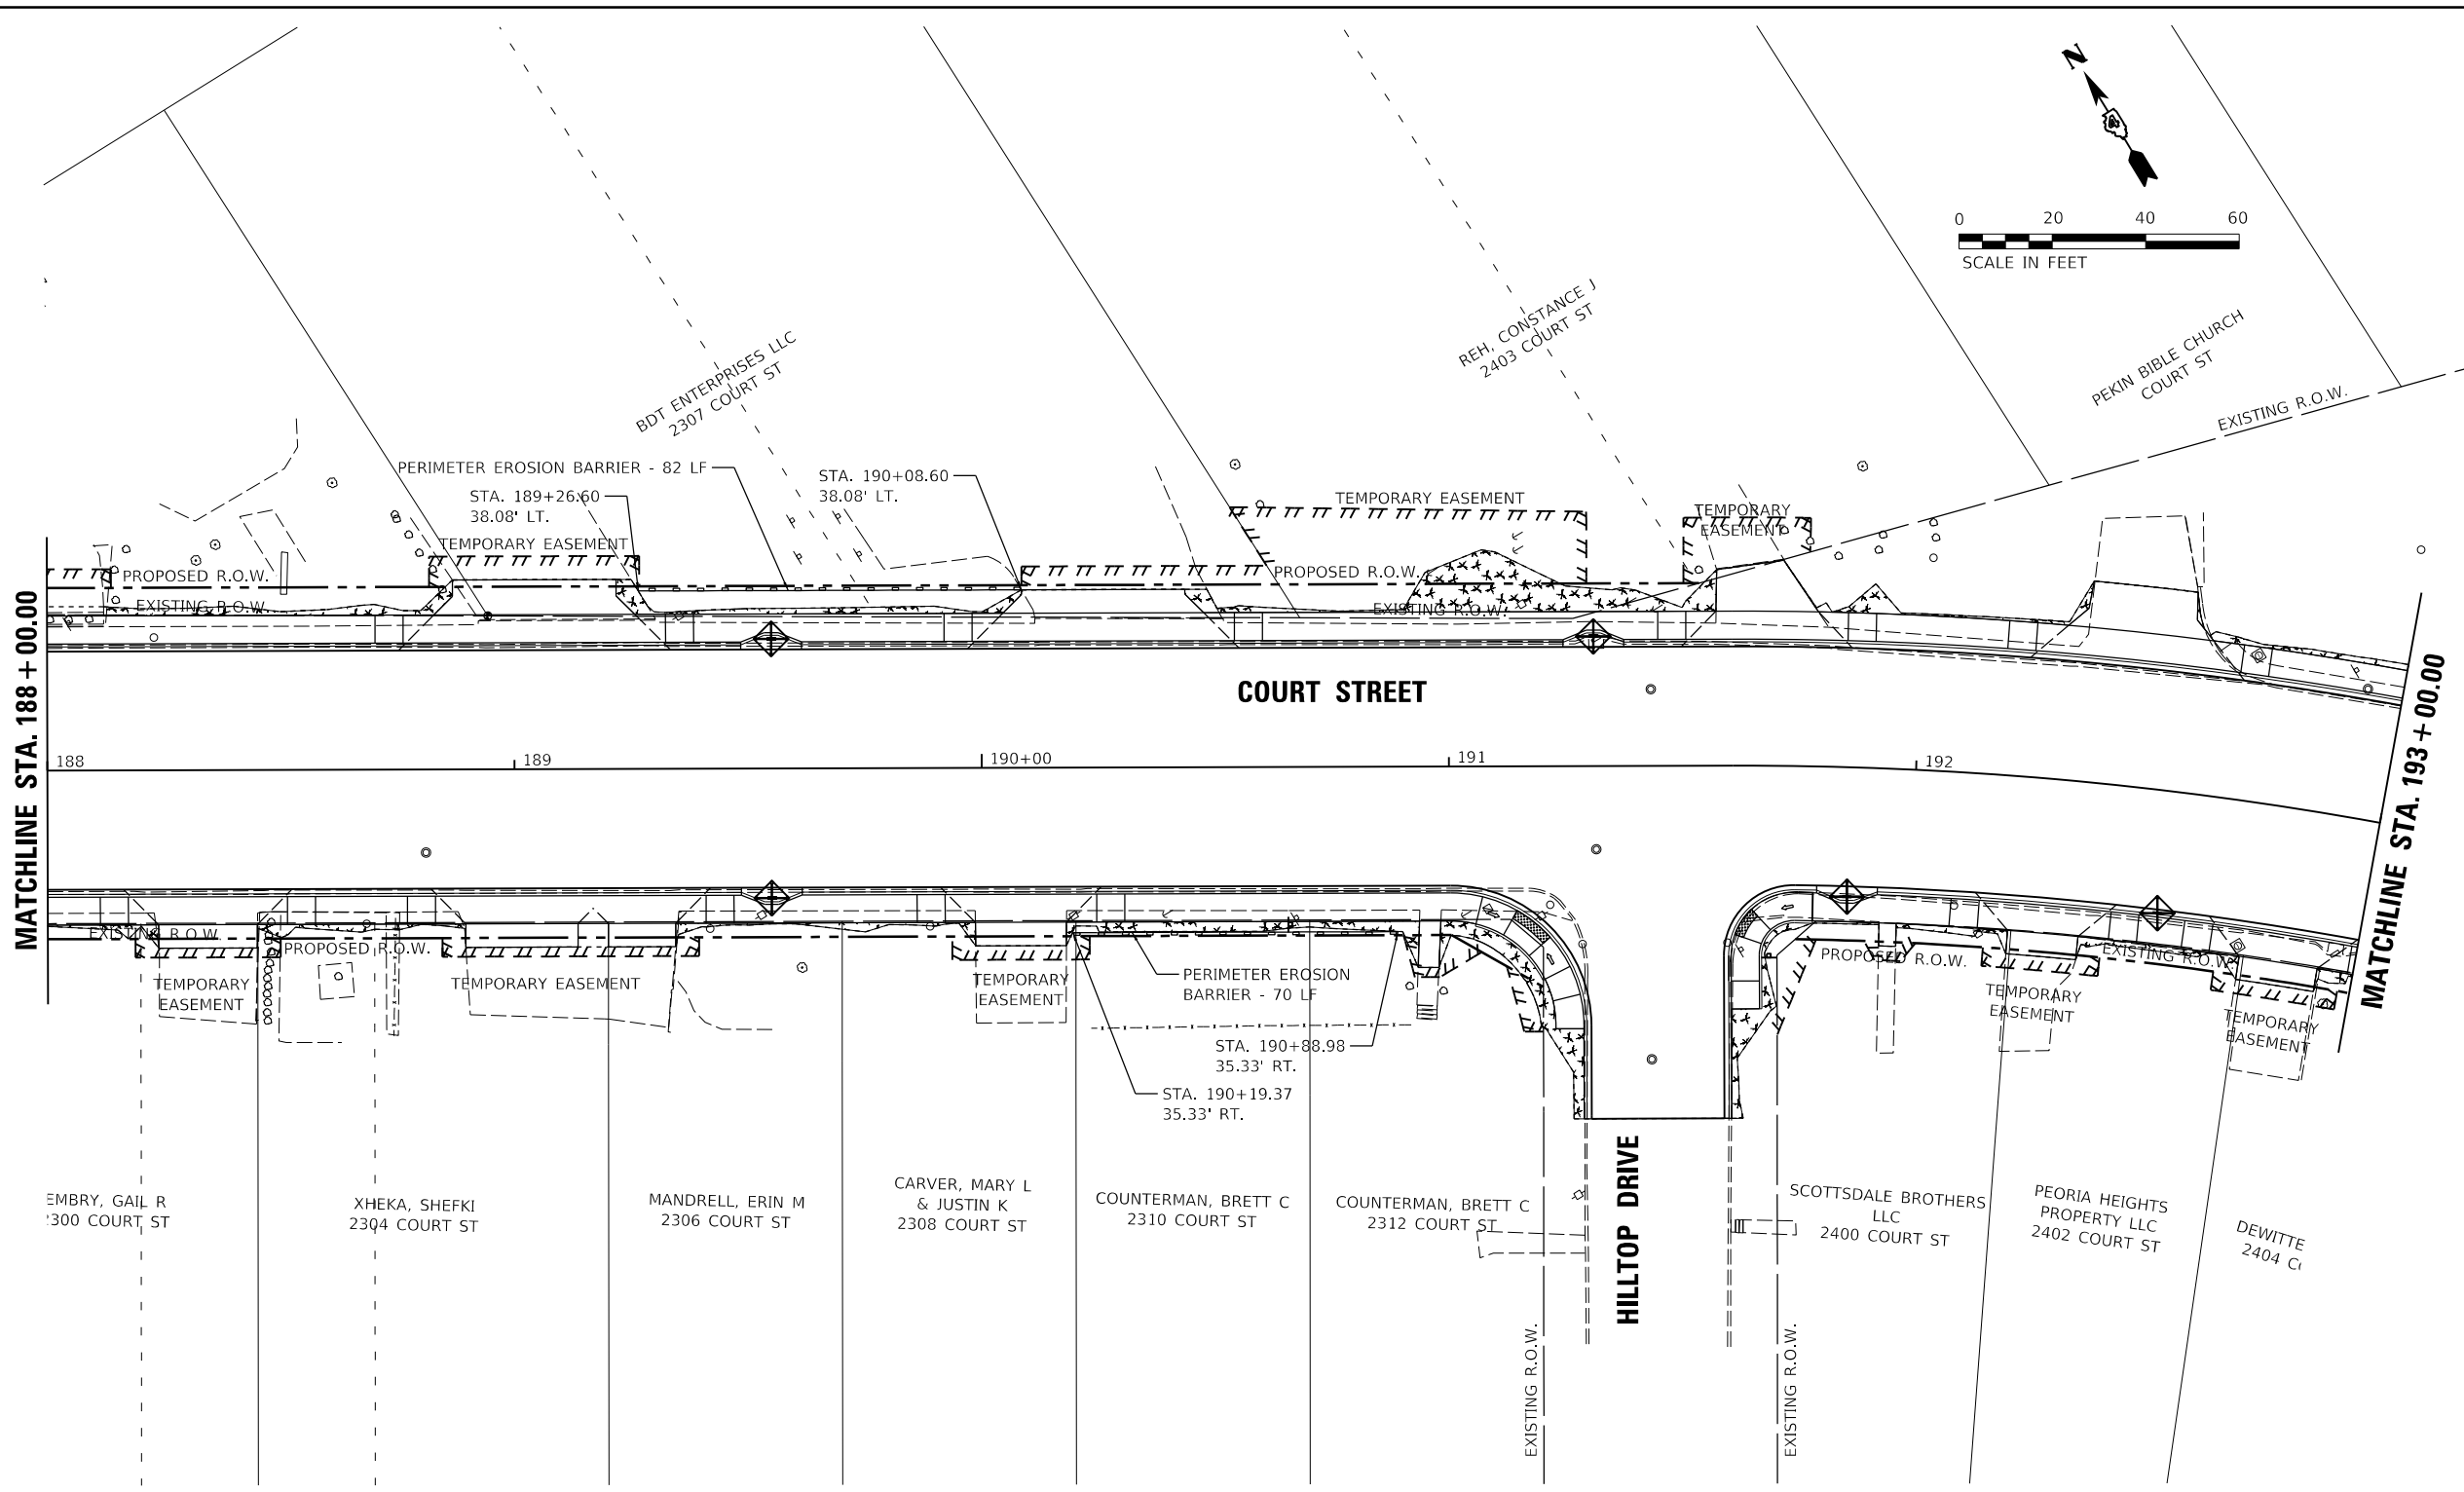 N
0 20 40 60
SCALE IN FEET
BDT ENTERPRISES LLC
2307 COURT ST
REH, CONSTANCE J
2403 COURT ST
PEKIN BIBLE CHURCH
COURT ST
EXISTING R.O.W.
PERIMETER EROSION BARRIER - 82 LF
STA. 189+26.60
38.08' LT.
STA. 190+08.60
38.08' LT.
TEMPORARY EASEMENT
TEMPORARY EASEMENT
TEMPORARY
EASEMENT
PROPOSED R.O.W.
EXISTING R.O.W.
PROPOSED R.O.W.
EXISTING R.O.W.
MATCHLINE STA. 188+00.00
COURT STREET
MATCHLINE STA. 193+00.00
188
189
190+00
191
192
EXISTING R.O.W.
PROPOSED R.O.W.
TEMPORARY
EASEMENT
TEMPORARY EASEMENT
TEMPORARY
EASEMENT
PERIMETER EROSION
BARRIER - 70 LF
STA. 190+88.98
35.33' RT.
STA. 190+19.37
35.33' RT.
PROPOSED R.O.W.
EXISTING R.O.W.
TEMPORARY
EASEMENT
TEMPORARY
EASEMENT
EMBRY, GAIL R
2300 COURT ST
XHEKA, SHEFKI
2304 COURT ST
MANDRELL, ERIN M
2306 COURT ST
CARVER, MARY L
& JUSTIN K
2308 COURT ST
COUNTERMAN, BRETT C
2310 COURT ST
COUNTERMAN, BRETT C
2312 COURT ST
HILLTOP DRIVE
SCOTTSDALE BROTHERS
LLC
2400 COURT ST
PEORIA HEIGHTS
PROPERTY LLC
2402 COURT ST
DEWITTE
2404
EXISTING R.O.W.
EXISTING R.O.W.